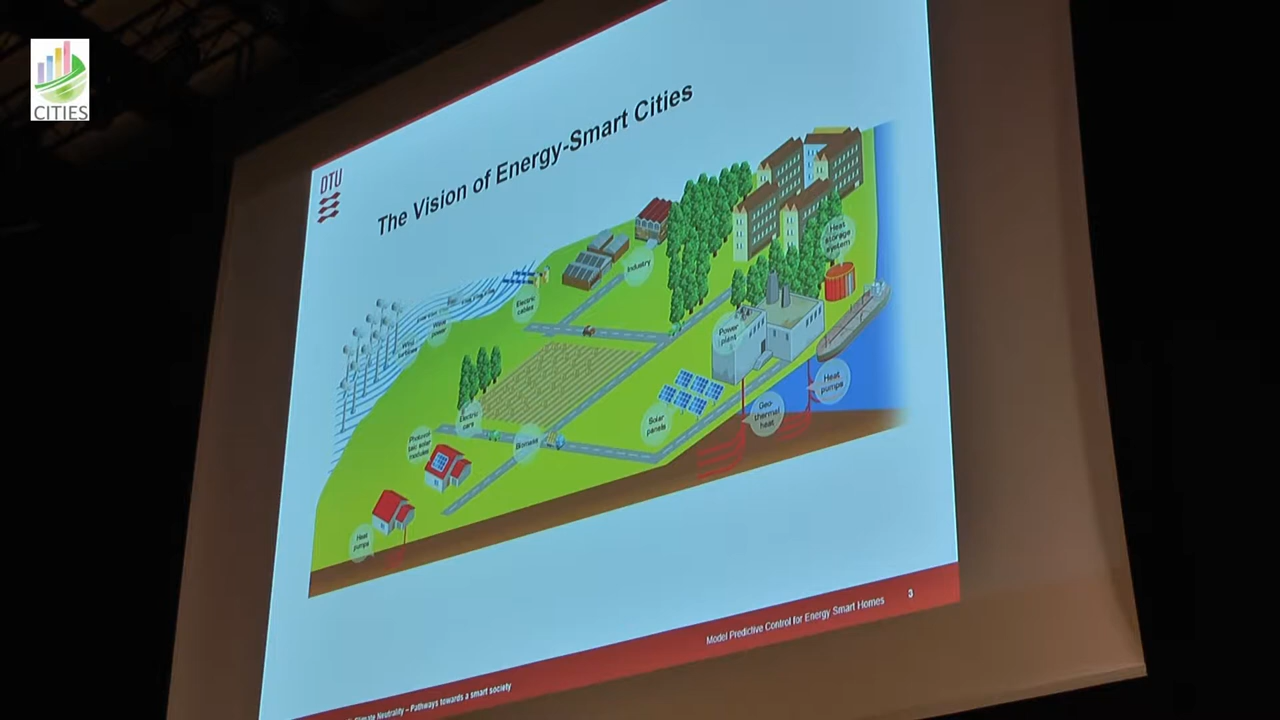 CITIES
DTU
The Vision of Energy-Smart Cities
Heat
storage
system
Industry
Electric
cables
Wind
power
Wind
turbines
Power
plant
Heat
pumps
Geo-
thermal
heat
Solar
panels
Electric
cars
Biomass
Photovol-
taic solar
modules
Heat
pumps
Model Predictive Control for Energy Smart Homes
3
Climate Neutrality – Pathways towards a smart society